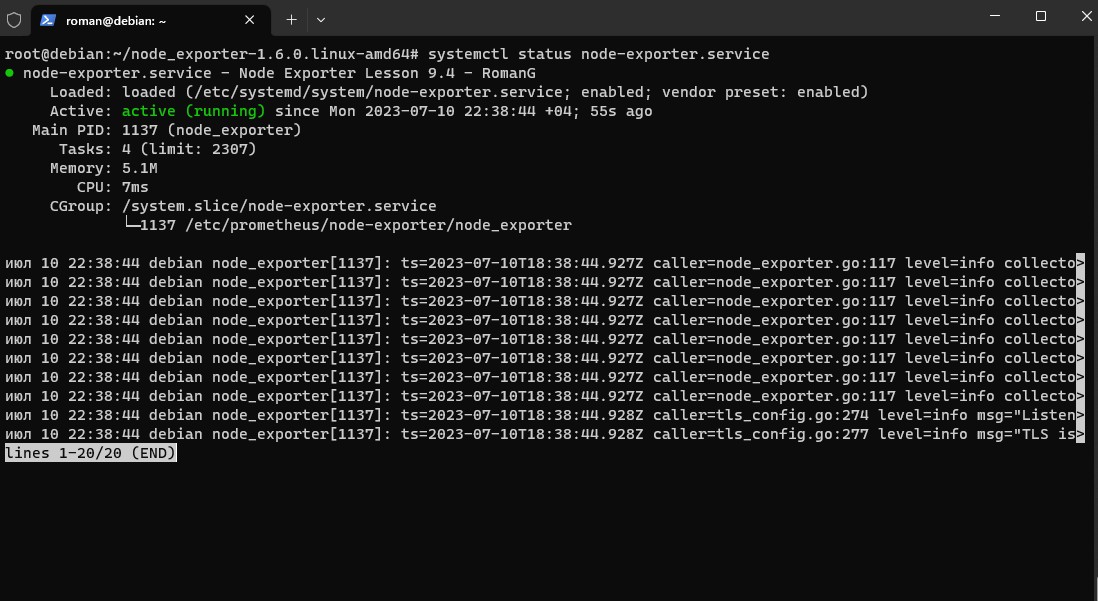 roman@debian: ~
root@debian:~/node_exporter-1.6.0.linux-amd64# systemctl status node-exporter.service
● node-exporter.service - Node Exporter Lesson 9.4 - RomanG
Loaded: loaded (/etc/systemd/system/node-exporter.service; enabled; vendor preset: enabled)
Active: active (running) since Mon 2023-07-10 22:38:44 +04; 55s ago
Main PID: 1137 (node_exporter)
Tasks: 4 (limit: 2307)
Memory: 5.1M
CPU: 7ms
CGroup: /system.slice/node-exporter.service
└─1137 /etc/prometheus/node-exporter/node_exporter
июл 10 22:38:44 debian node_exporter[1137]: ts=2023-07-10T18:38:44.927Z caller=node_exporter.go:117 level=info collecto>
июл 10 22:38:44 debian node_exporter[1137]: ts=2023-07-10T18:38:44.927Z caller=node_exporter.go:117 level=info collecto>
июл 10 22:38:44 debian node_exporter[1137]: ts=2023-07-10T18:38:44.927Z caller=node_exporter.go:117 level=info collecto>
июл 10 22:38:44 debian node_exporter[1137]: ts=2023-07-10T18:38:44.927Z caller=node_exporter.go:117 level=info collecto>
июл 10 22:38:44 debian node_exporter[1137]: ts=2023-07-10T18:38:44.927Z caller=node_exporter.go:117 level=info collecto>
июл 10 22:38:44 debian node_exporter[1137]: ts=2023-07-10T18:38:44.927Z caller=node_exporter.go:117 level=info collecto>
июл 10 22:38:44 debian node_exporter[1137]: ts=2023-07-10T18:38:44.927Z caller=node_exporter.go:117 level=info collecto>
июл 10 22:38:44 debian node_exporter[1137]: ts=2023-07-10T18:38:44.927Z caller=node_exporter.go:117 level=info collecto>
июл 10 22:38:44 debian node_exporter[1137]: ts=2023-07-10T18:38:44.928Z caller=tls_config.go:274 level=info msg="Listen>
июл 10 22:38:44 debian node_exporter[1137]: ts=2023-07-10T18:38:44.928Z caller=tls_config.go:277 level=info msg="TLS is>
lines 1-20/20 (END)